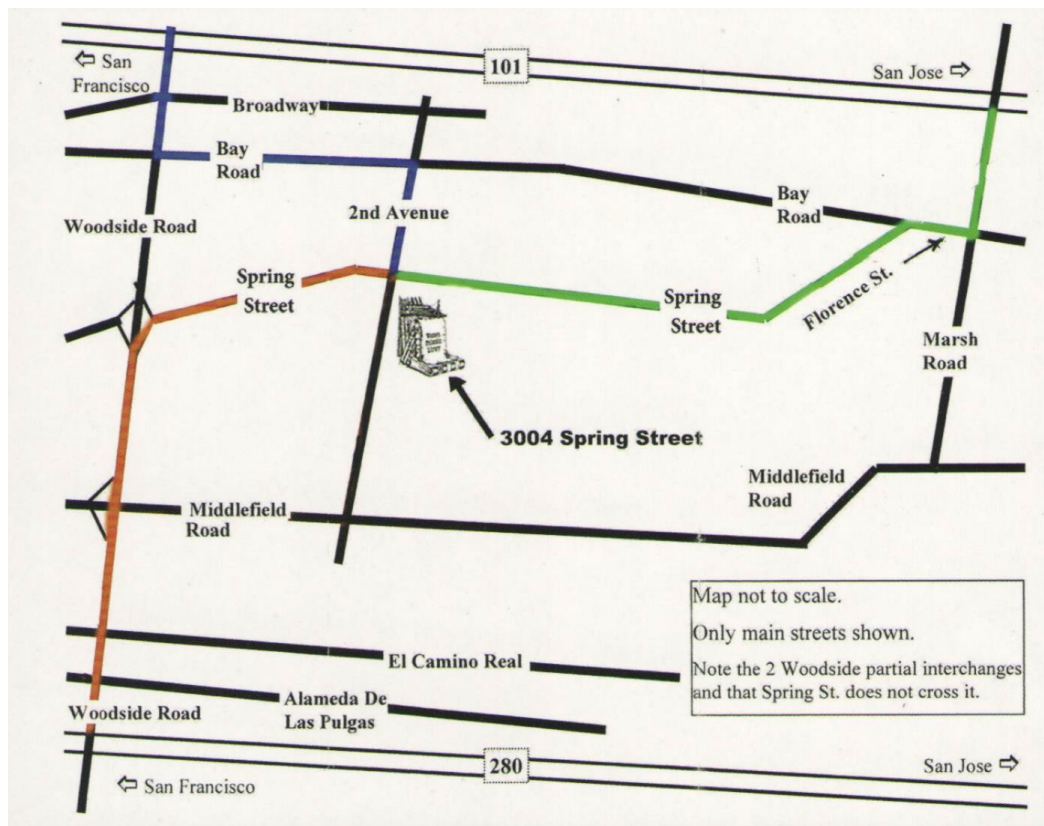 San
Francisco
101
San Jose
Broadway
Bay
Road
Bay
Road
2nd Avenue
Woodside Road
Spring
Street
Spring
Street
Florence St.
Marsh
Road
3004 Spring Street
Middlefield
Road
Middlefield
Road
Map not to scale.
Only main streets shown.
Note the 2 Woodside partial interchanges
and that Spring St. does not cross it.
El Camino Real
Alameda De
Las Pulgas
Woodside Road
280
San Jose
San Francisco